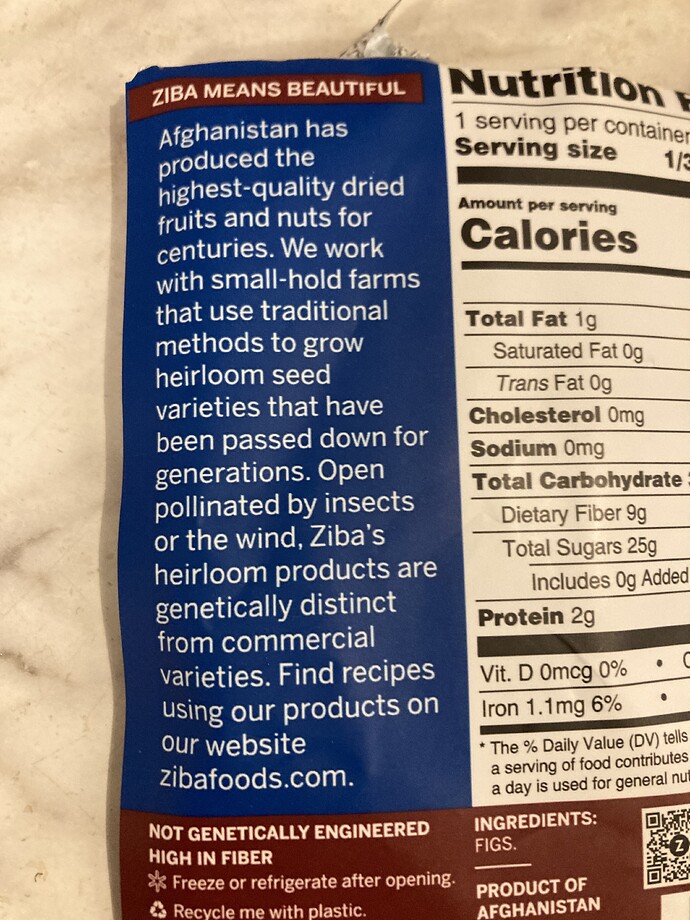 ZIBA MEANS BEAUTIFUL
Afghanistan has
produced the
highest-quality dried
fruits and nuts for
centuries. We work
with small-hold farms
that use traditional
methods to grow
heirloom seed
varieties that have
been passed down for
generations. Open
pollinated by insects
or the wind, Ziba's
heirloom products are
genetically distinct
from commercial
varieties. Find recipes
using our products on
our website
zibafoods.com.
NOT GENETICALLY ENGINEERED
HIGH IN FIBER
Freeze or refrigerate after opening.
Recycle me with plastic.
Nutrition
1 serving per container
Serving size
Amount per serving
Calories
Total Fat 1g
Saturated Fat 0g
Trans Fat 0g
Cholesterol 0mg
Sodium 0mg
Total Carbohydrate
Dietary Fiber 9g
Total Sugars 25g
Includes 0g Added
Protein 2g
Vit. D 0mcg 0% •
Iron 1.1mg 6% •
* The % Daily Value (DV) tells
a serving of food contributes
a day is used for general
INGREDIENTS:
FIGS.
PRODUCT OF
AFGHANISTAN
Z